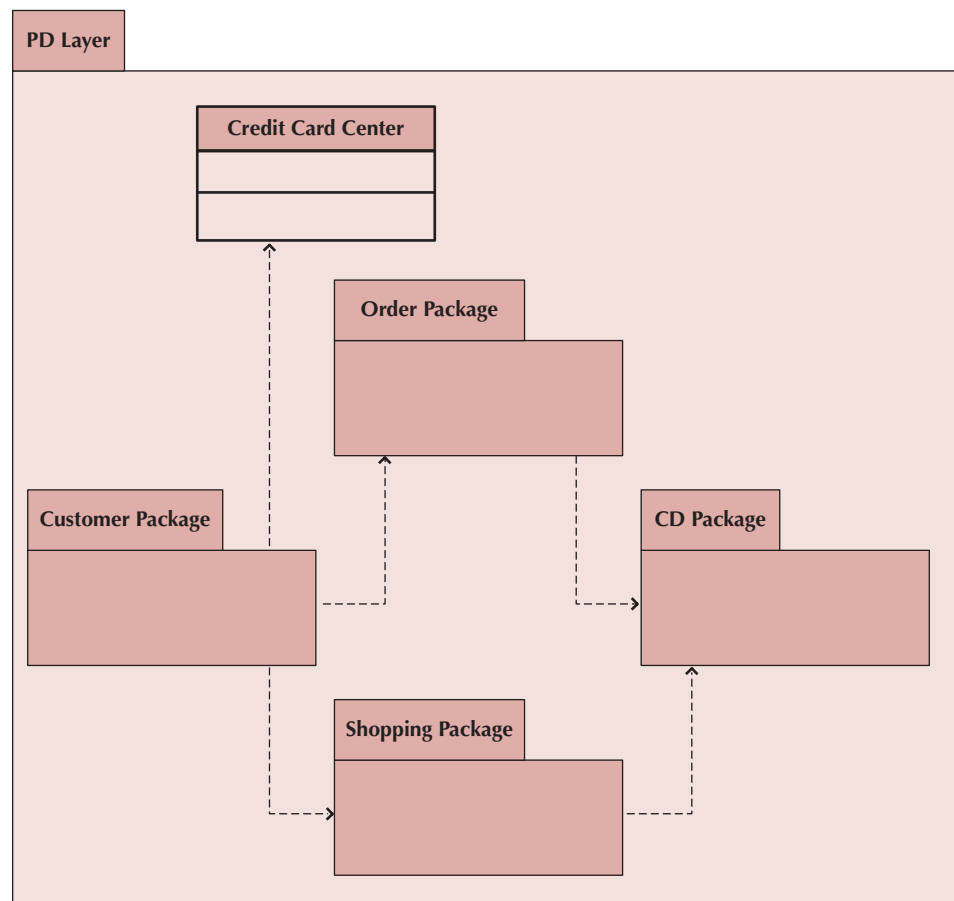 PD Layer
Credit Card Center
Order Package
Customer Package
CD Package
Shopping Package